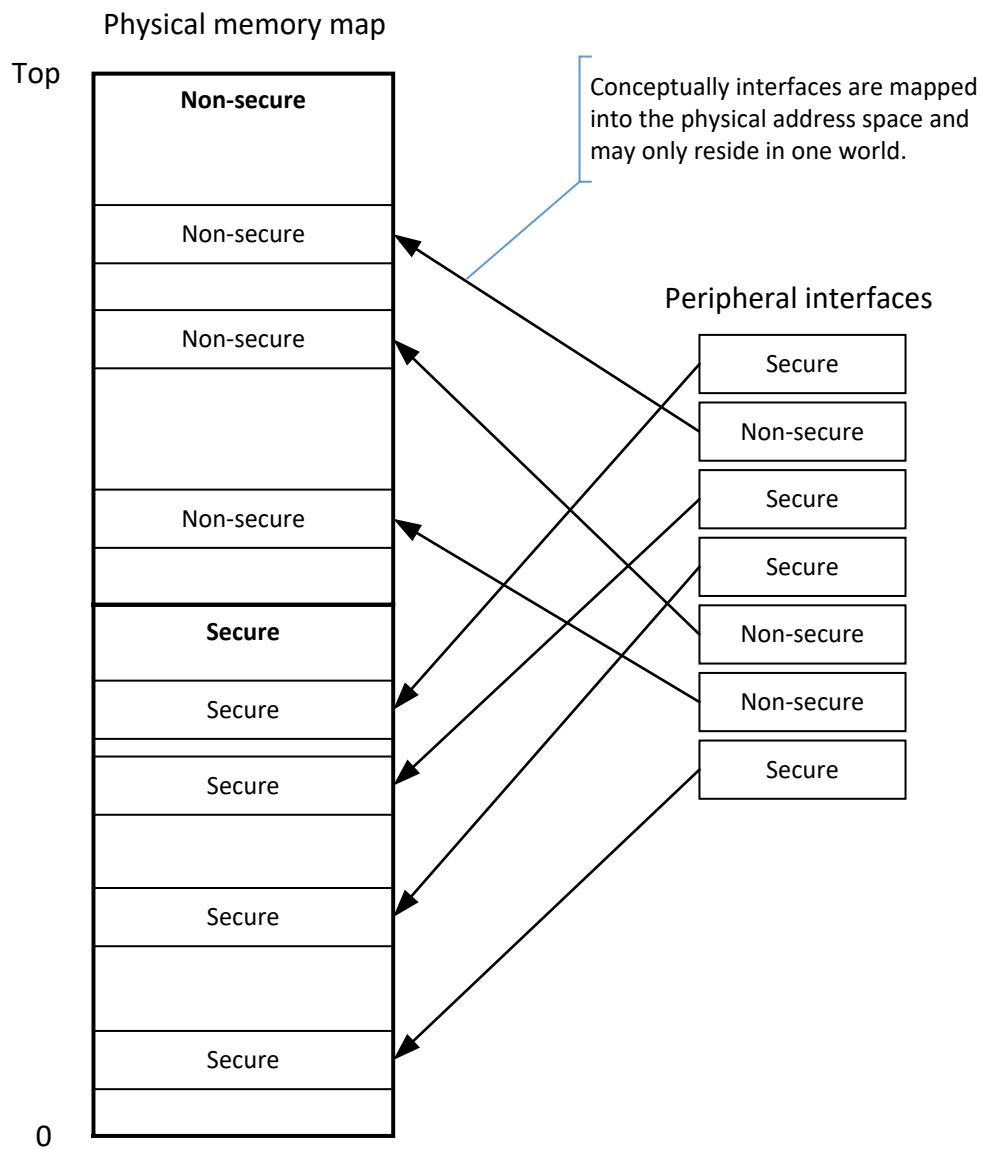 Physical memory map
Top
Non-secure
Non-secure
Non-secure
Non-secure
Secure
Secure
Secure
Secure
Secure
0
Conceptually interfaces are mapped
into the physical address space and
may only reside in one world.
Peripheral interfaces
Secure
Non-secure
Secure
Secure
Non-secure
Non-secure
Secure